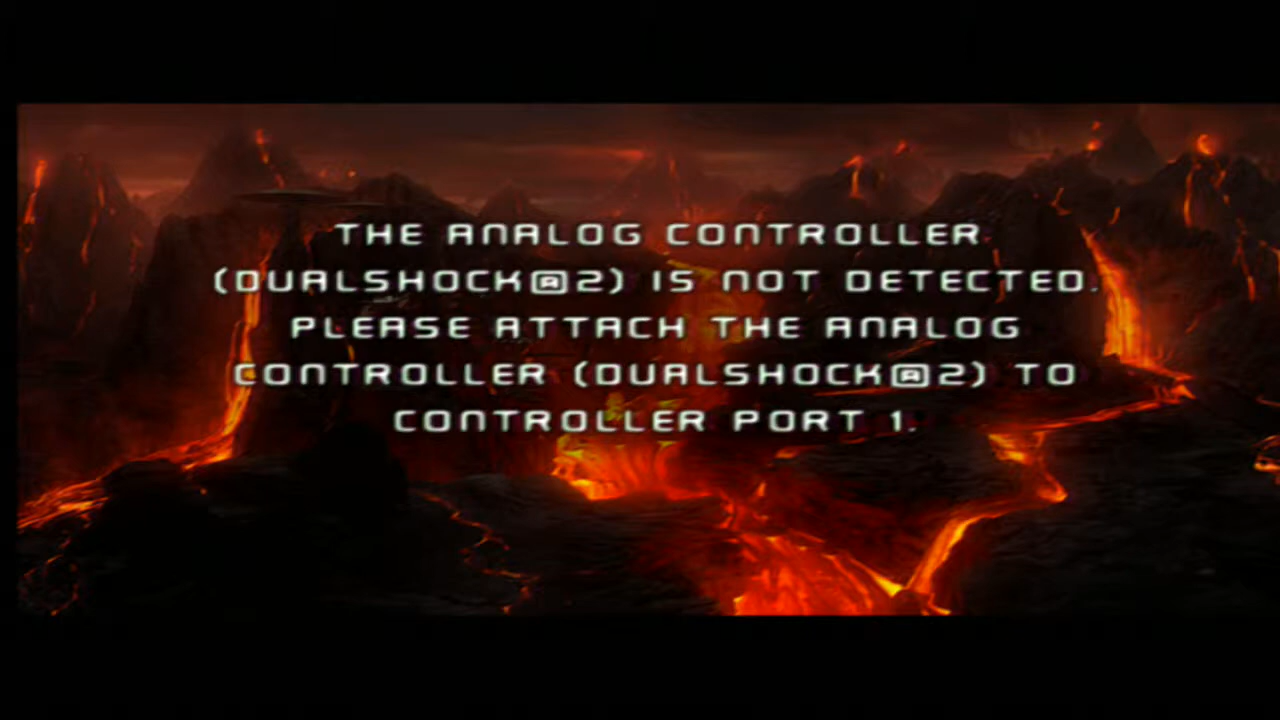 THE ANALOG CONTROLLER
(DUALSHOCK®2) IS NOT DETECTED.
PLEASE ATTACH THE ANALOG
CONTROLLER (DUALSHOCK®2) TO
CONTROLLER PORT 1.